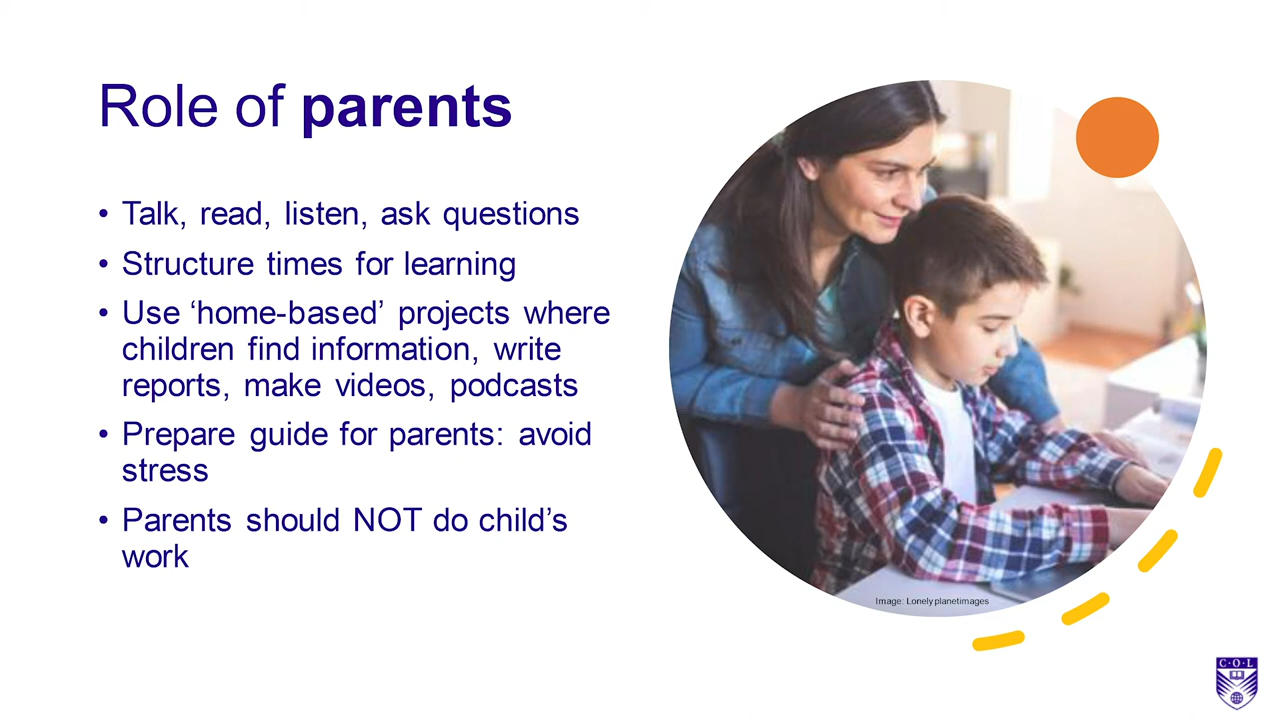 Role of parents
• Talk, read, listen, ask questions
• Structure times for learning
• Use ‘home-based’ projects where
children find information, write
reports, make videos, podcasts
• Prepare guide for parents: avoid
stress
• Parents should NOT do child’s
work
Image: Lonely planetimages
C·O·L